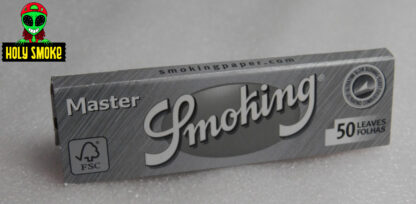 HOLY SMOKE
smokingpaper.com
Master
Smoking
50 LEAVES
FOLHAS
FSC